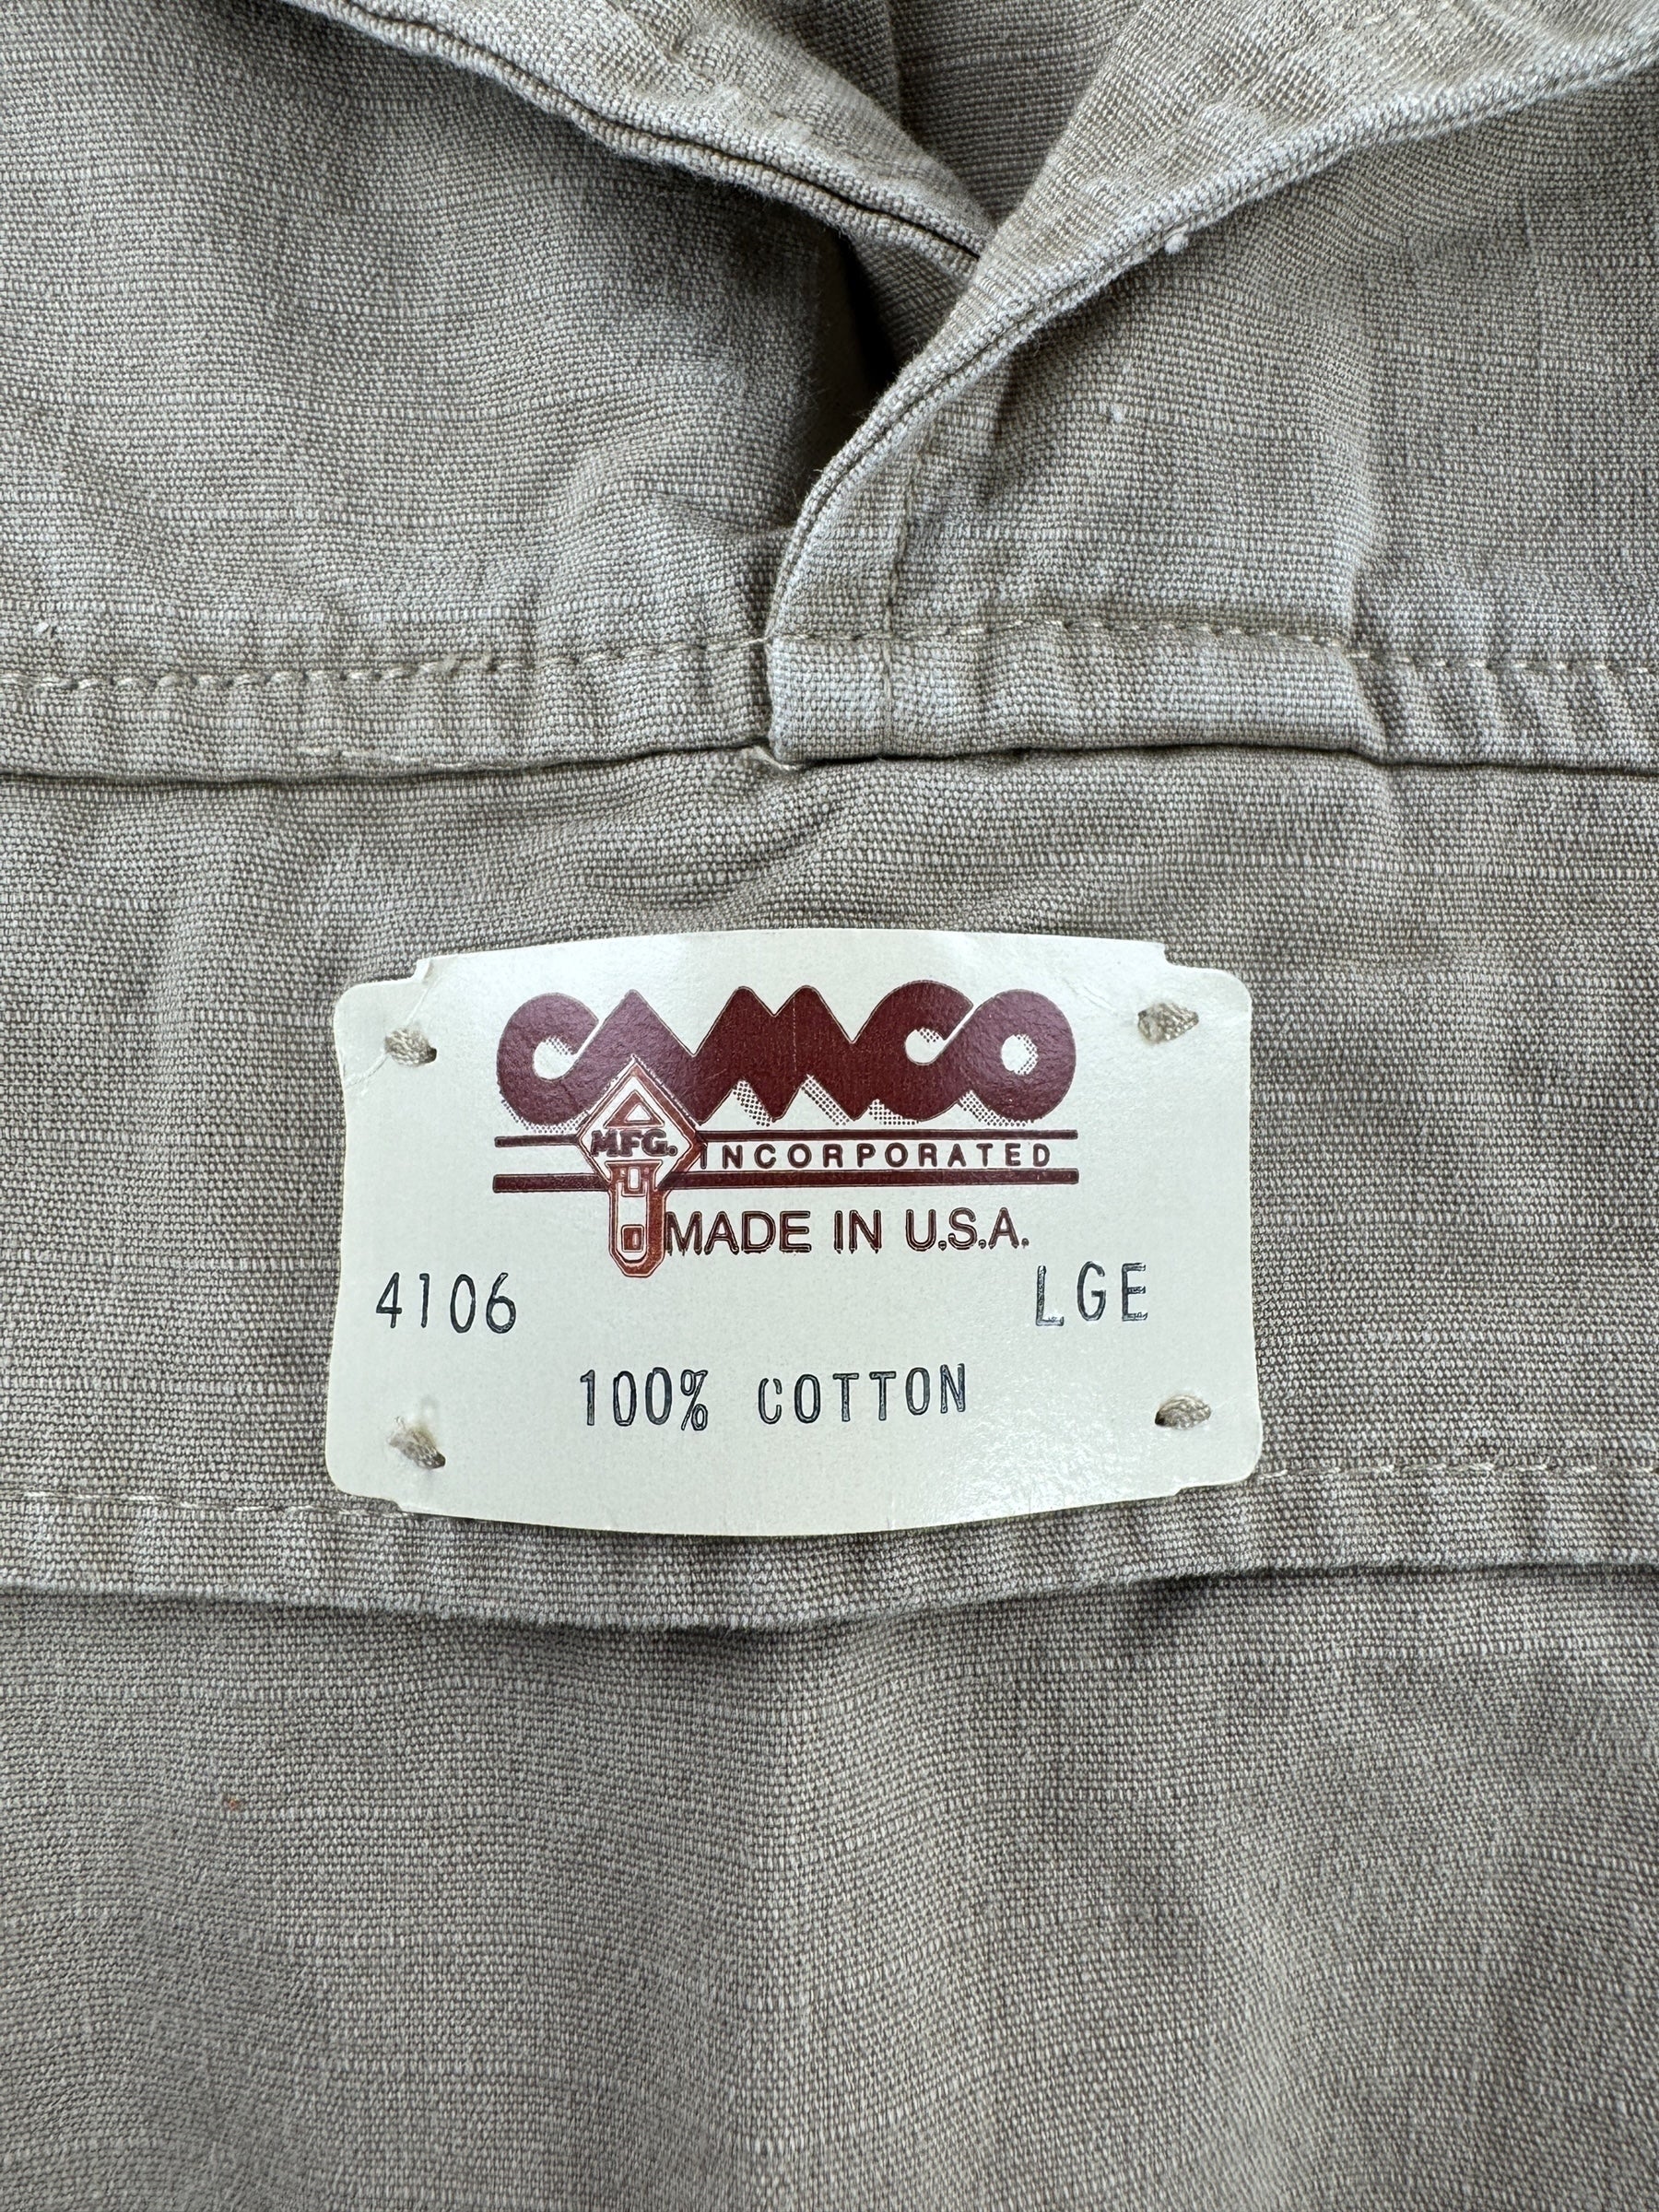 CAMCO
MFG. INCORPORATED
MADE IN U.S.A.
4106 LGE
100% COTTON